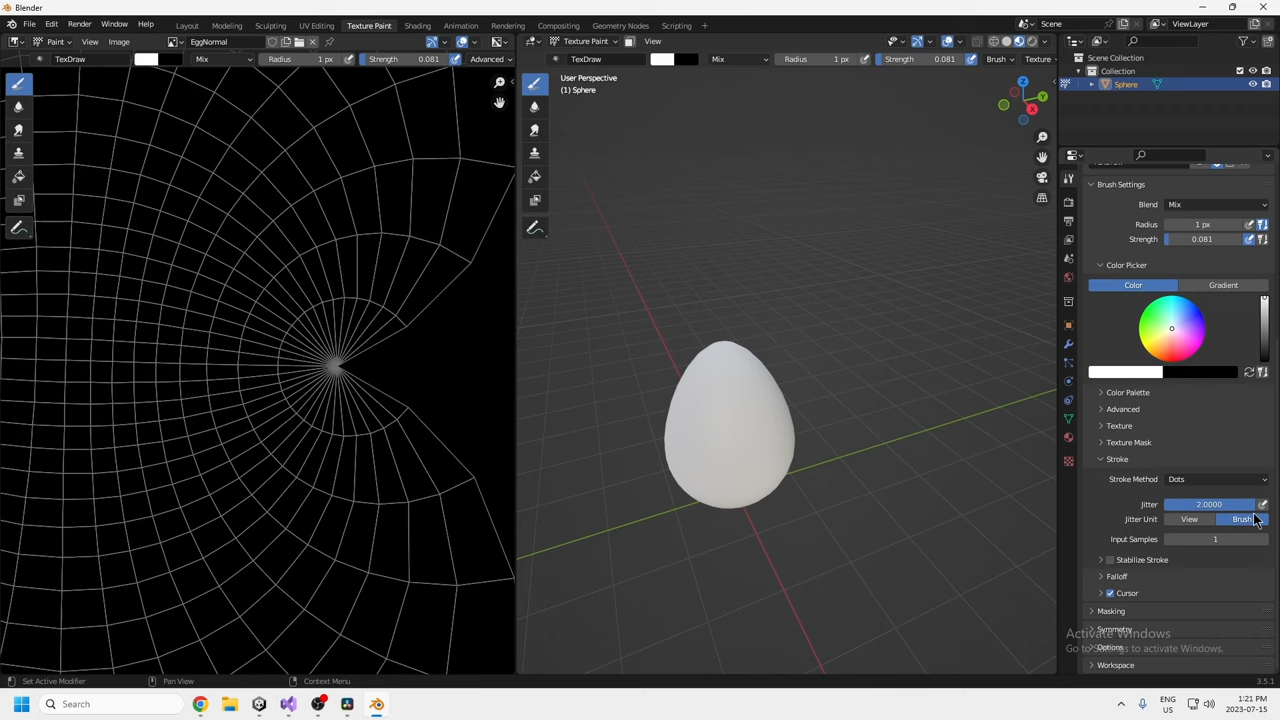 Blender
File Edit Render Window Help Layout Modeling Sculpting UV Editing Texture Paint Shading Animation Rendering Compositing Geometry Nodes Scripting + Scene ViewLayer
Paint View Image EggNormal Texture Paint View
TexDraw Mix Radius 1 px Strength 0.081 Advanced TexDraw Mix Radius 1 px Strength 0.081 Brush Texture
Scene Collection
Collection
Sphere
User Perspective
(1) Sphere
Z
Y
X
Brush Settings
Blend Mix
Radius 1 px
Strength 0.081
Color Picker
Color Gradient
Color Palette
Advanced
Texture
Texture Mask
Stroke
Stroke Method Dots
Jitter 2.0000
Jitter Unit View Brush
Input Samples 1
Stabilize Stroke
Falloff
Cursor
Masking
Symmetry
Options
Workspace
Activate Windows
Go to Settings to activate Windows.
Set Active Modifier Pan View Context Menu 3.5.1
Search
ENG
US
1:21 PM
2023-07-15